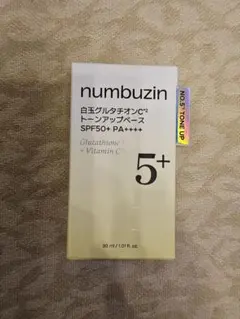 numbuzin
白玉グルタチオンC*²
トーンアップベース
SPF50+ PA++++
Glutathione
+ Vitamin C
5+
NO.5+ TONE UP